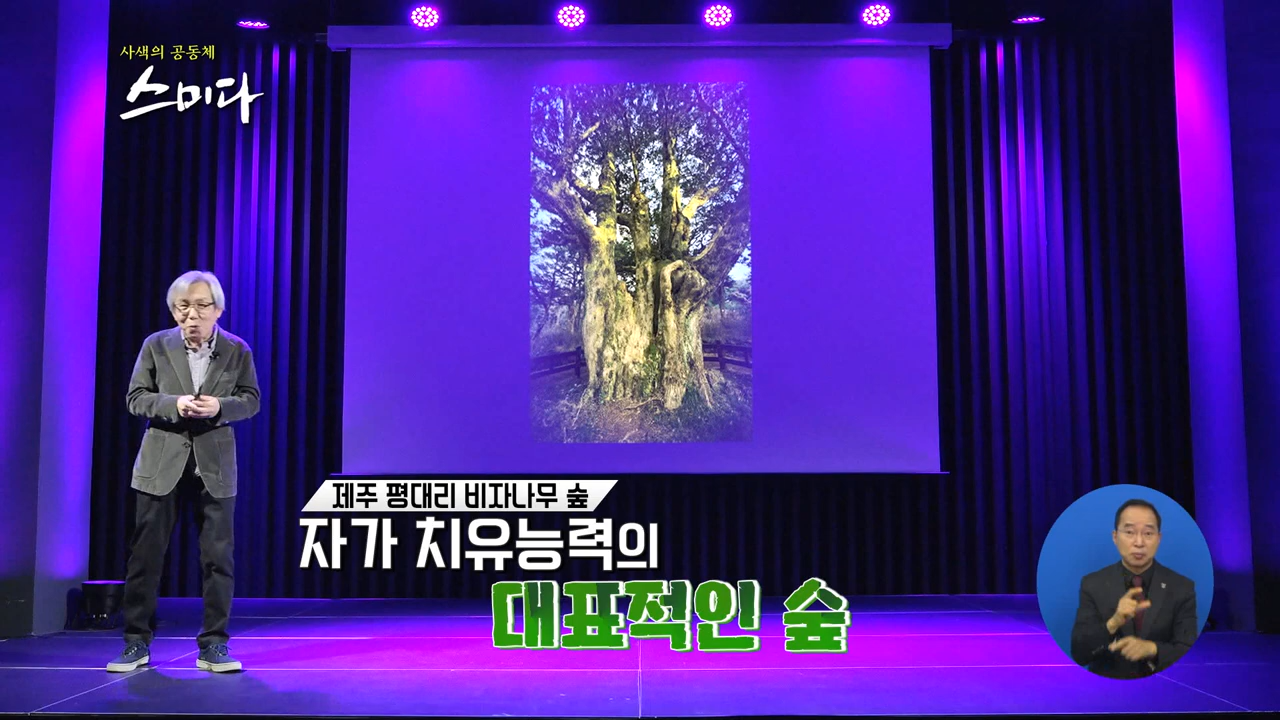 사색의 공동체
스미다
제주 평대리 비자나무 숲
자가 치유능력의
대표적인 숲